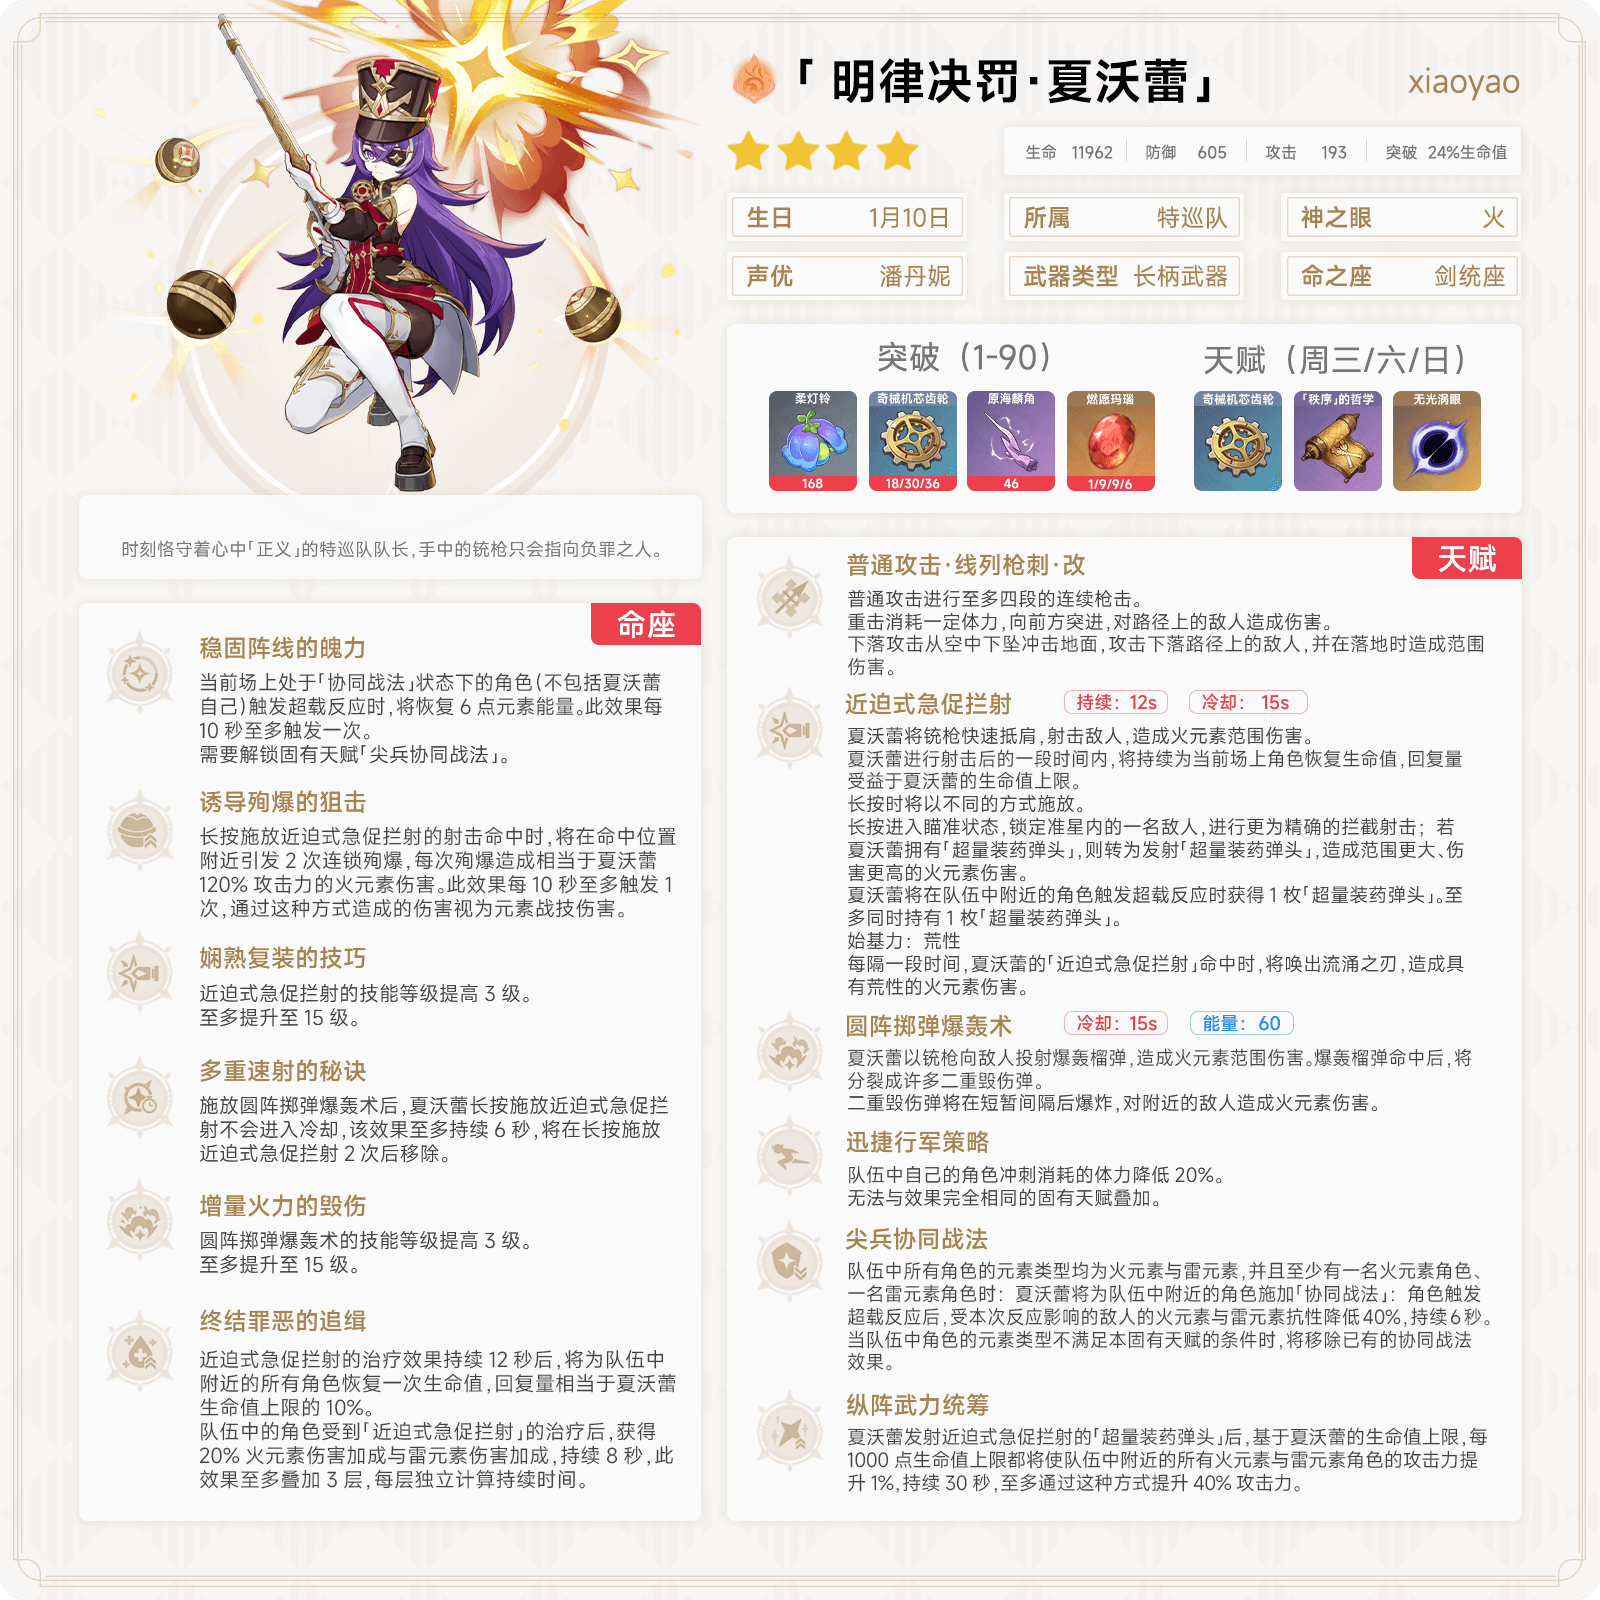 「明律决罚·夏沃蕾」
xiaoyao
生命 11962 防御 605 攻击 193 突破 24%生命值
生日 1月10日 所属 特巡队 神之眼 火
声优 潘丹妮 武器类型 长柄武器 命之座 剑统座
突破（1-90）
柔灯铃 奇械机芯齿轮 原海麟角 燃愿玛瑙
168 18/30/36 46 1/9/9/6
天赋（周三/六/日）
奇械机芯齿轮 「秩序」的哲学 无光涡眼
时刻恪守着心中「正义」的特巡队队长,手中的铳枪只会指向负罪之人。
命座
稳固阵线的魄力
当前场上处于「协同战法」状态下的角色(不包括夏沃蕾
自己)触发超载反应时,将恢复 6 点元素能量。此效果每
10 秒至多触发一次。
需要解锁固有天赋「尖兵协同战法」。
诱导殉爆的狙击
长按施放近迫式急促拦射的射击命中时,将在命中位置
附近引发 2 次连锁殉爆,每次殉爆造成相当于夏沃蕾
120% 攻击力的火元素伤害。此效果每 10 秒至多触发 1
次,通过这种方式造成的伤害视为元素战技伤害。
娴熟复装的技巧
近迫式急促拦射的技能等级提高 3 级。
至多提升至 15 级。
多重速射的秘诀
施放圆阵掷弹爆轰术后,夏沃蕾长按施放近迫式急促拦
射不会进入冷却,该效果至多持续 6 秒,将在长按施放
近迫式急促拦射 2 次后移除。
增量火力的毁伤
圆阵掷弹爆轰术的技能等级提高 3 级。
至多提升至 15 级。
终结罪恶的追缉
近迫式急促拦射的治疗效果持续 12 秒后,将为队伍中
附近的所有角色恢复一次生命值,回复量相当于夏沃蕾
生命值上限的 10%。
队伍中的角色受到「近迫式急促拦射」的治疗后,获得
20% 火元素伤害加成与雷元素伤害加成,持续 8 秒,此
效果至多叠加 3 层,每层独立计算持续时间。
天赋
普通攻击·线列枪刺·改
普通攻击进行至多四段的连续枪击。
重击消耗一定体力,向前方突进,对路径上的敌人造成伤害。
下落攻击从空中下坠冲击地面,攻击下落路径上的敌人,并在落地时造成范围
伤害。
近迫式急促拦射 持续：12s 冷却：15s
夏沃蕾将铳枪快速抵肩,射击敌人,造成火元素范围伤害。
夏沃蕾进行射击后的一段时间内,将持续为当前场上角色恢复生命值,回复量
受益于夏沃蕾的生命值上限。
长按时将以不同的方式施放。
长按进入瞄准状态,锁定准星内的一名敌人,进行更为精确的拦截射击；若
夏沃蕾拥有「超量装药弹头」,则转为发射「超量装药弹头」,造成范围更大、伤
害更高的火元素伤害。
夏沃蕾将在队伍中附近的角色触发超载反应时获得 1 枚「超量装药弹头」。至
多同时持有 1 枚「超量装药弹头」。
始基力：荒性
每隔一段时间,夏沃蕾的「近迫式急促拦射」命中时,将唤出流涌之刃,造成具
有荒性的火元素伤害。
圆阵掷弹爆轰术 冷却：15s 能量：60
夏沃蕾以铳枪向敌人投射爆轰榴弹,造成火元素范围伤害。爆轰榴弹命中后,将
分裂成许多二重毁伤弹。
二重毁伤弹将在短暂间隔后爆炸,对附近的敌人造成火元素伤害。
迅捷行军策略
队伍中自己的角色冲刺消耗的体力降低 20%。
无法与效果完全相同的固有天赋叠加。
尖兵协同战法
队伍中所有角色的元素类型均为火元素与雷元素,并且至少有一名火元素角色、
一名雷元素角色时：夏沃蕾将为队伍中附近的角色施加「协同战法」：角色触发
超载反应后,受本次反应影响的敌人的火元素与雷元素抗性降低40%,持续6秒。
当队伍中角色的元素类型不满足本固有天赋的条件时,将移除已有的协同战法
效果。
纵阵武力统筹
夏沃蕾发射近迫式急促拦射的「超量装药弹头」后,基于夏沃蕾的生命值上限,每
1000 点生命值上限都将使队伍中附近的所有火元素与雷元素角色的攻击力提
升 1%,持续 30 秒,至多通过这种方式提升 40% 攻击力。